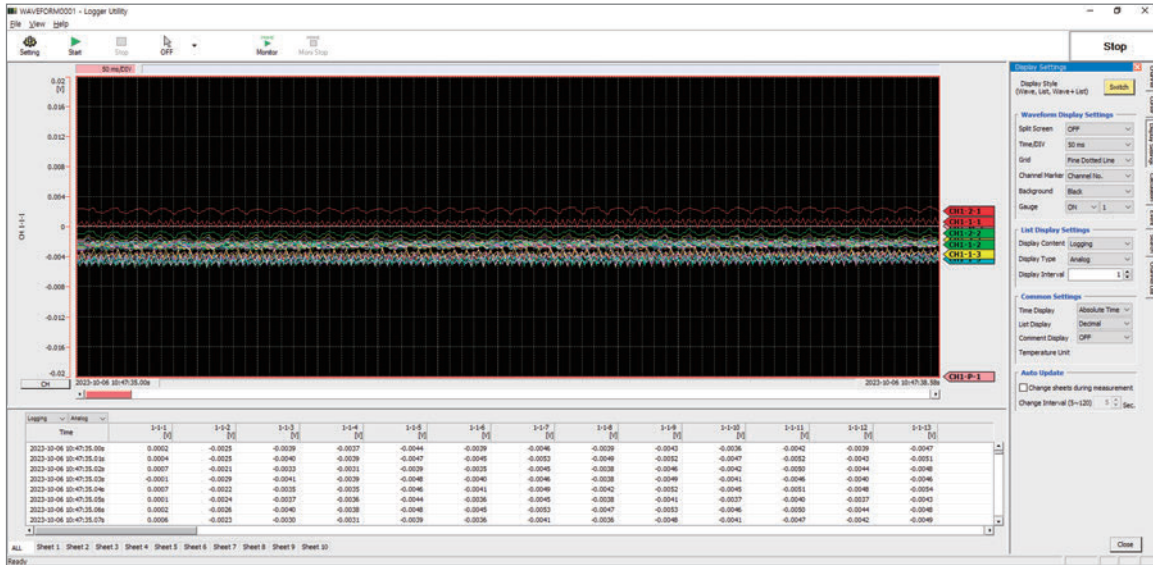 WAVEFORM0001 - Logger Utility
File View Help
Setting Start Stop OFF Monitor Moni Stop
Stop
50 ms/DIV
0.02
[V]
0.016
0.012
0.008
0.004
0
-0.004
-0.008
-0.012
-0.016
-0.02
CH 1-1-1
CH1-2-1
CH1-1-1
CH1-2-2
CH1-1-2
CH1-1-3
CH1-P-1
CH
2023-10-06 10:47:35.00s 2023-10-06 10:47:38.58s
Display Settings
Display Style
(Wave, List, Wave+List)
Switch
Waveform Display Settings
Split Screen OFF
Time/DIV 50 ms
Grid Fine Dotted Line
Channel Marker Channel No.
Background Black
Gauge ON 1
List Display Settings
Display Content Logging
Display Type Analog
Display Interval 1
Common Settings
Time Display Absolute Time
List Display Decimal
Comment Display OFF
Temperature Unit
Auto Update
Change sheets during measurement
Change Interval (5~120) 5 Sec.
Close
Logging Analog
Time 1-1-1 1-1-2 1-1-3 1-1-4 1-1-5 1-1-6 1-1-7 1-1-8 1-1-9 1-1-10 1-1-11 1-1-12 1-1-13
[V] [V] [V] [V] [V] [V] [V] [V] [V] [V] [V] [V] [V]
2023-10-06 10:47:35.00s 0.0002 -0.0025 -0.0039 -0.0037 -0.0044 -0.0039 -0.0046 -0.0039 -0.0043 -0.0036 -0.0042 -0.0039 -0.0047
2023-10-06 10:47:35.01s 0.0004 -0.0025 -0.0040 -0.0039 -0.0047 -0.0045 -0.0053 -0.0049 -0.0052 -0.0047 -0.0052 -0.0043 -0.0051
2023-10-06 10:47:35.02s 0.0007 -0.0021 -0.0033 -0.0031 -0.0039 -0.0035 -0.0045 -0.0038 -0.0046 -0.0042 -0.0050 -0.0044 -0.0048
2023-10-06 10:47:35.03s -0.0001 -0.0029 -0.0041 -0.0039 -0.0048 -0.0040 -0.0046 -0.0038 -0.0049 -0.0041 -0.0046 -0.0040 -0.0046
2023-10-06 10:47:35.04s 0.0007 -0.0022 -0.0035 -0.0035 -0.0046 -0.0041 -0.0049 -0.0042 -0.0052 -0.0045 -0.0051 -0.0048 -0.0054
2023-10-06 10:47:35.05s 0.0001 -0.0024 -0.0037 -0.0036 -0.0044 -0.0036 -0.0045 -0.0038 -0.0041 -0.0037 -0.0040 -0.0037 -0.0043
2023-10-06 10:47:35.06s 0.0002 -0.0026 -0.0040 -0.0038 -0.0048 -0.0045 -0.0053 -0.0047 -0.0053 -0.0046 -0.0050 -0.0044 -0.0048
2023-10-06 10:47:35.07s 0.0006 -0.0023 -0.0030 -0.0031 -0.0039 -0.0036 -0.0041 -0.0036 -0.0048 -0.0041 -0.0047 -0.0042 -0.0049
ALL Sheet 1 Sheet 2 Sheet 3 Sheet 4 Sheet 5 Sheet 6 Sheet 7 Sheet 8 Sheet 9 Sheet 10
Ready